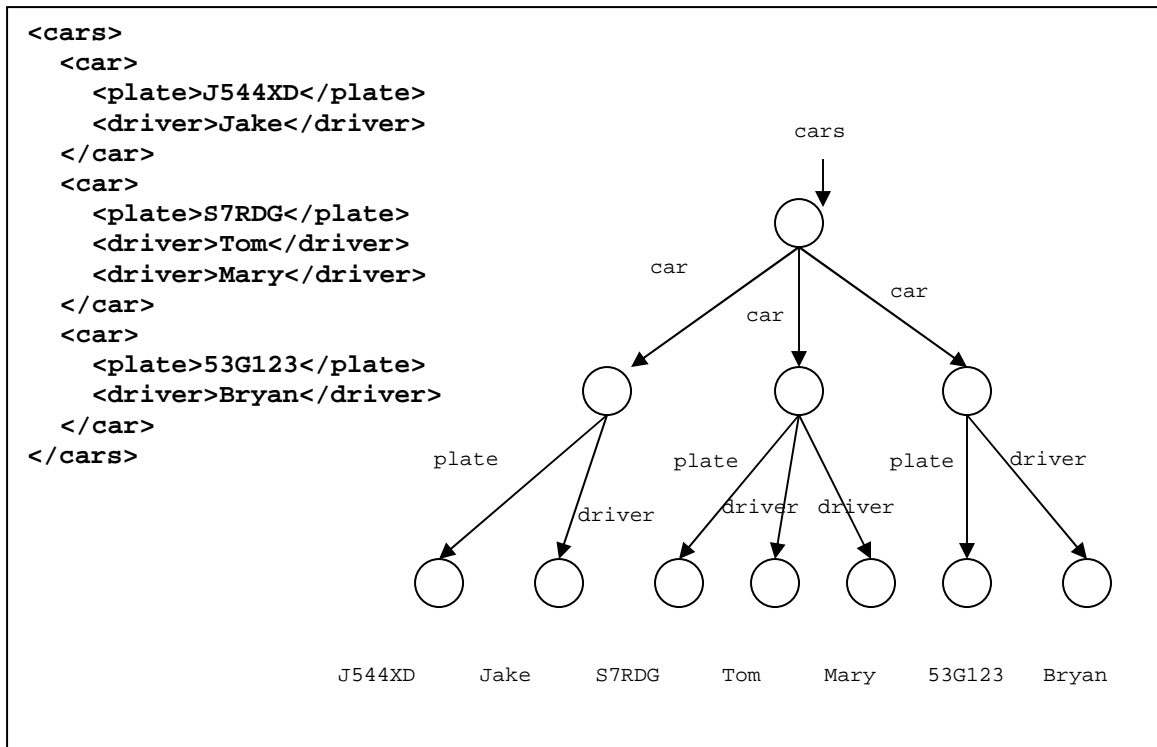 <cars>
<car>
<plate>J544XD</plate>
<driver>Jake</driver>
</car>
<car>
<plate>S7RDG</plate>
<driver>Tom</driver>
<driver>Mary</driver>
</car>
<car>
<plate>53G123</plate>
<driver>Bryan</driver>
</car>
</cars>
cars
car
car
car
plate
driver
plate
driver
driver
plate
driver
J544XD Jake S7RDG Tom Mary 53G123 Bryan